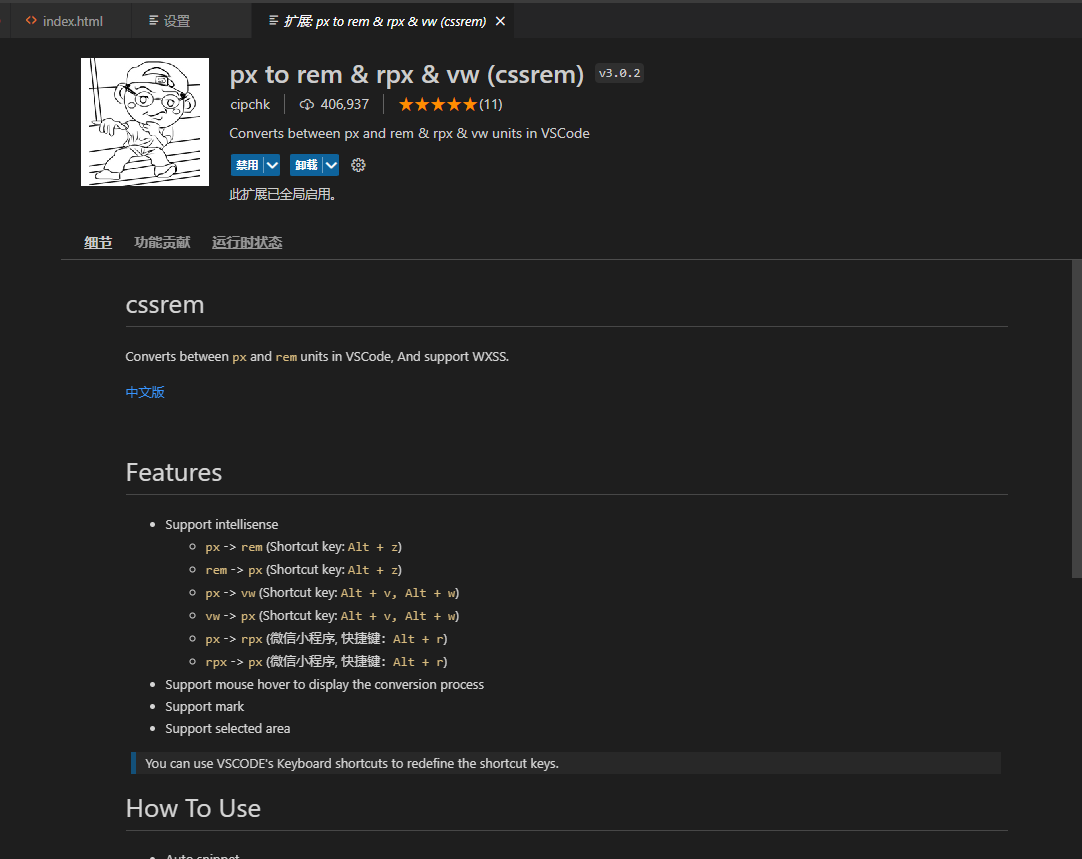 index.html 设置 扩展: px to rem & rpx & vw (cssrem)
px to rem & rpx & vw (cssrem) v3.0.2
cipchk 406,937 (11)
Converts between px and rem & rpx & vw units in VSCode
禁用 卸载
此扩展已全局启用。
细节 功能贡献 运行时状态
cssrem
Converts between px and rem units in VSCode, And support WXSS.
中文版
Features
Support intellisense
px -> rem (Shortcut key: Alt + z)
rem -> px (Shortcut key: Alt + z)
px -> vw (Shortcut key: Alt + v, Alt + w)
vw -> px (Shortcut key: Alt + v, Alt + w)
px -> rpx (微信小程序, 快捷键：Alt + r)
rpx -> px (微信小程序, 快捷键：Alt + r)
Support mouse hover to display the conversion process
Support mark
Support selected area
You can use VSCODE's Keyboard shortcuts to redefine the shortcut keys.
How To Use
Auto snippet